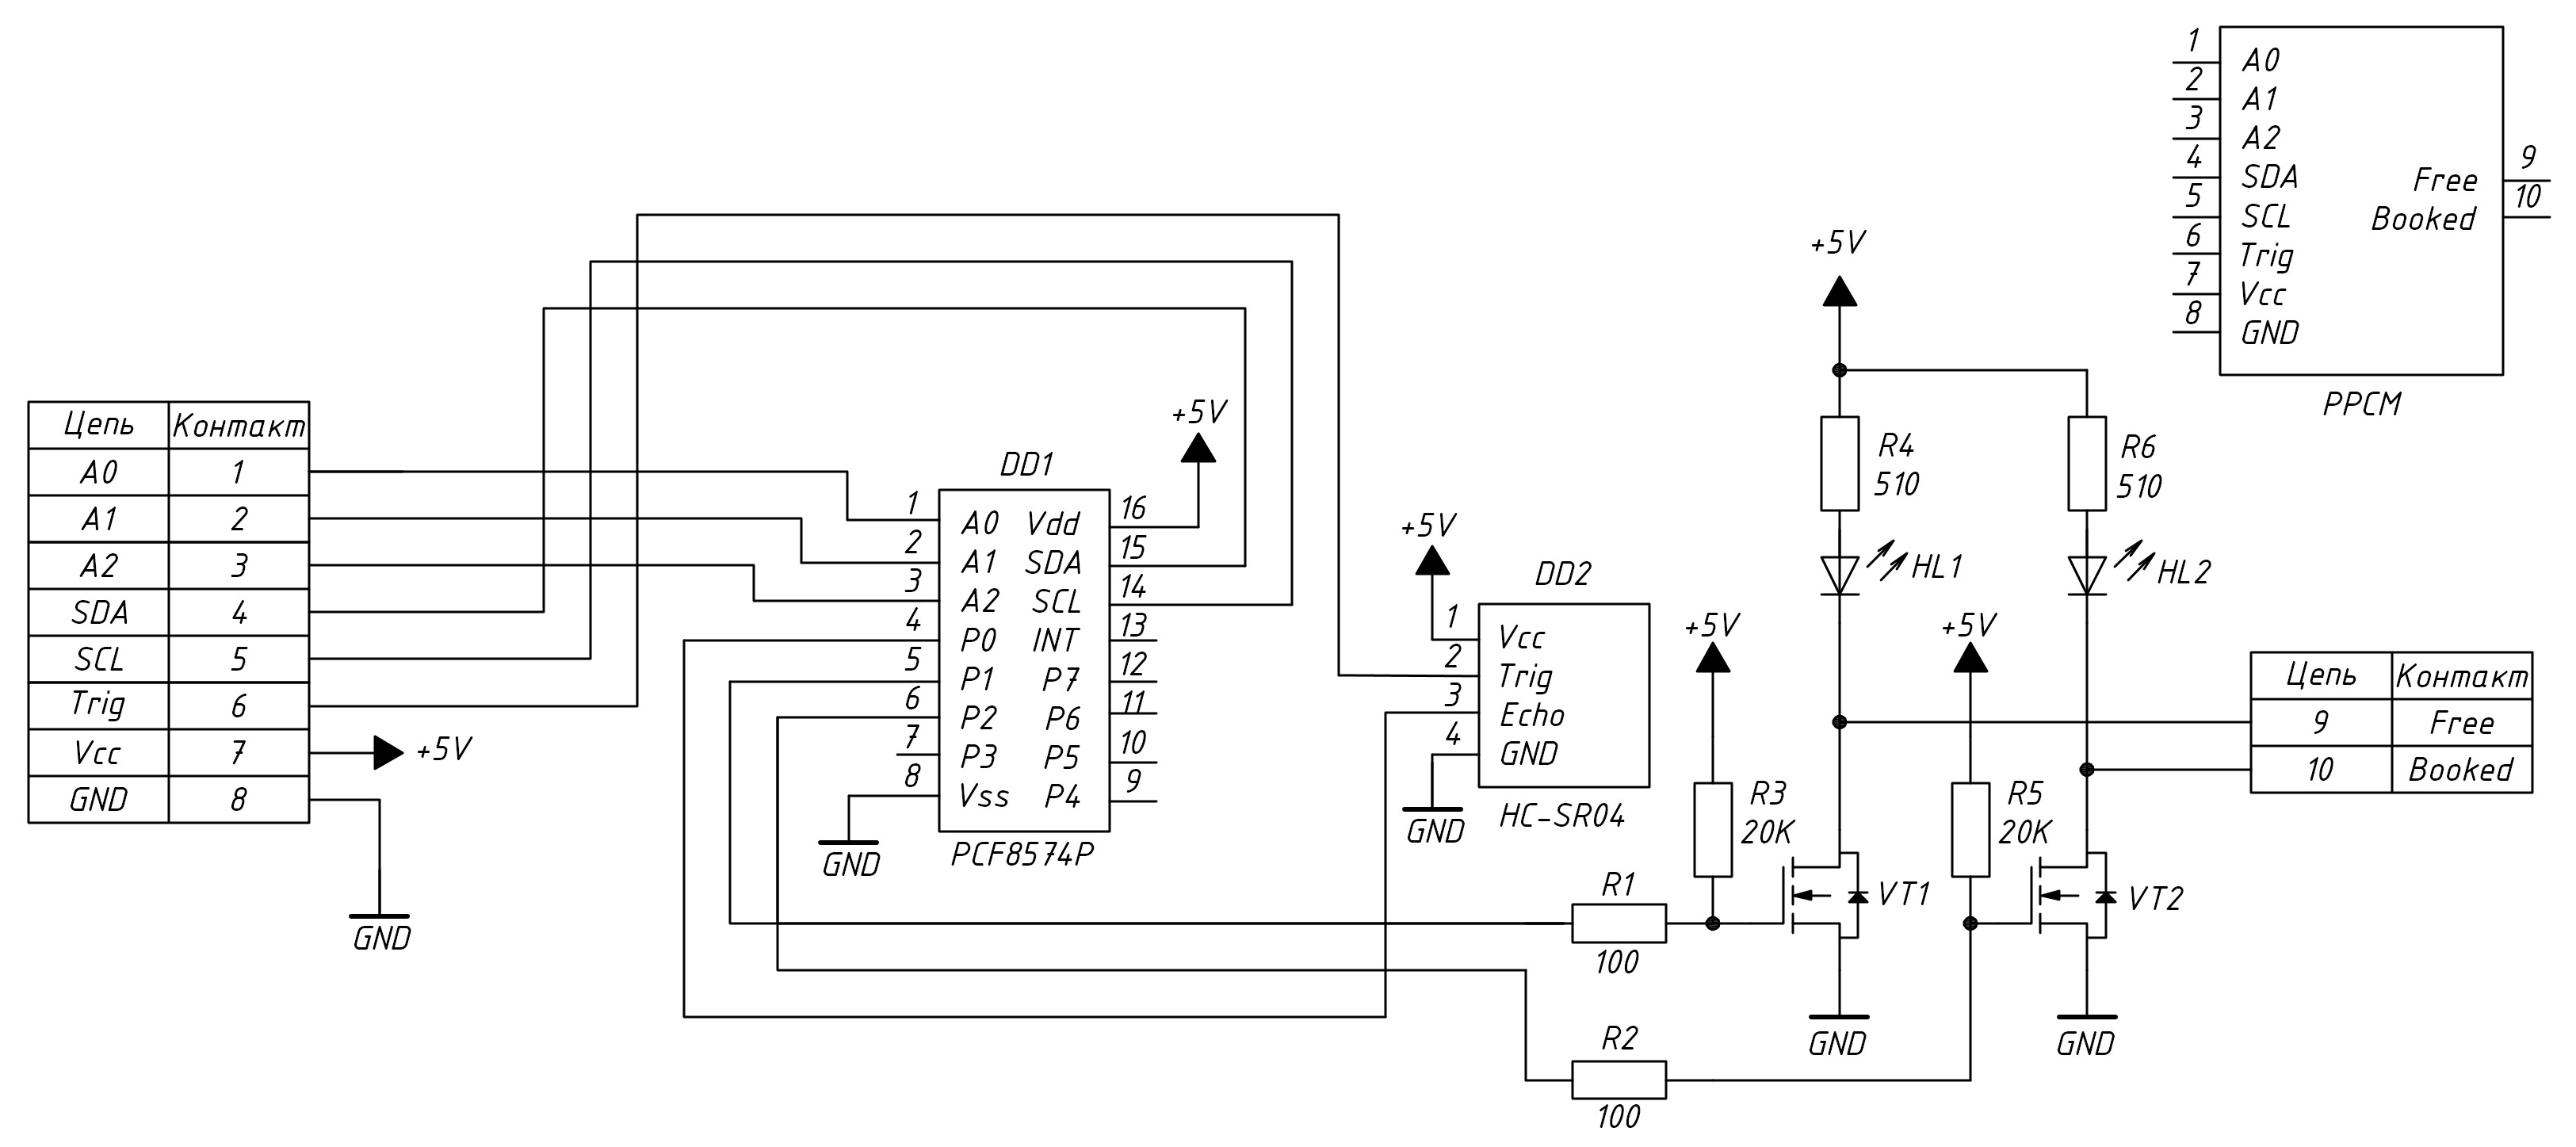 1 A0
2 A1
3 A2
4 SDA
5 SCL
6 Trig
7 Vcc
8 GND
Free 9
Booked 10
PPCM
Цепь Контакт
A0 1
A1 2
A2 3
SDA 4
SCL 5
Trig 6
Vcc 7
GND 8
+5V
GND
DD1
+5V
1 A0 Vdd 16
2 A1 SDA 15
3 A2 SCL 14
4 P0 INT 13
5 P1 P7 12
6 P2 P6 11
7 P3 P5 10
8 Vss P4 9
GND
PCF8574P
+5V
DD2
1 Vcc
2 Trig
3 Echo
4 GND
GND
HC-SR04
+5V
R4
510
R6
510
HL1
HL2
+5V
+5V
R3
20K
R5
20K
R1
100
R2
100
VT1
VT2
GND
GND
Цепь Контакт
9 Free
10 Booked